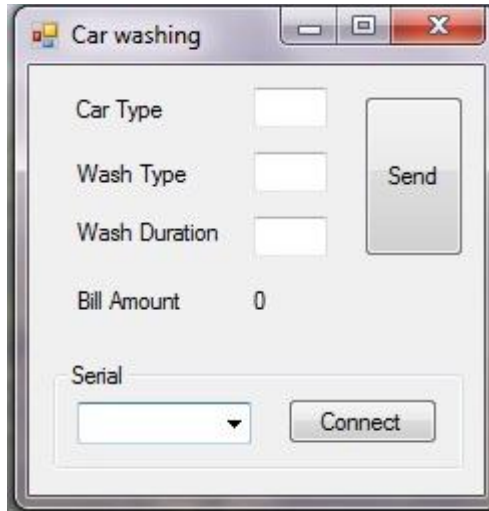 Car washing
Car Type
Send
Wash Type
Wash Duration
Bill Amount 0
Serial
Connect